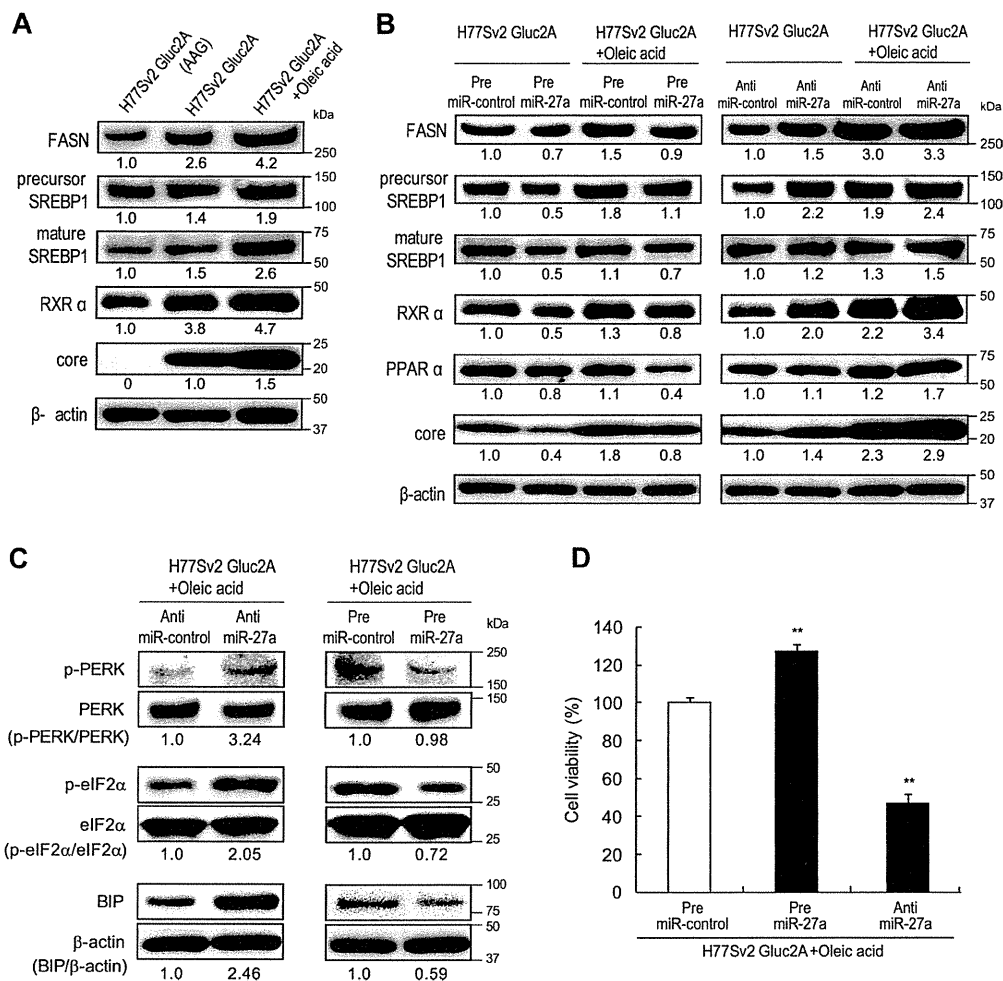 A
H77Sv2 Gluc2A
(AAG)
H77Sv2 Gluc2A
H77Sv2 Gluc2A
+Oleic acid
kDa
FASN
250
1.0 2.6 4.2
precursor
SREBP1
150
100
1.0 1.4 1.9
mature
SREBP1
75
50
1.0 1.5 2.6
RXR α
50
1.0 3.8 4.7
core
25
20
0 1.0 1.5
β- actin
50
37
B
H77Sv2 Gluc2A
H77Sv2 Gluc2A
+Oleic acid
H77Sv2 Gluc2A
H77Sv2 Gluc2A
+Oleic acid
Pre
miR-control
Pre
miR-27a
Pre
miR-control
Pre
miR-27a
Anti
miR-control
Anti
miR-27a
Anti
miR-control
Anti
miR-27a
kDa
FASN
250
1.0 0.7 1.5 0.9 1.0 1.5 3.0 3.3
precursor
SREBP1
150
100
1.0 0.5 1.8 1.1 1.0 2.2 1.9 2.4
mature
SREBP1
75
50
1.0 0.5 1.1 0.7 1.0 1.2 1.3 1.5
RXR α
50
1.0 0.5 1.3 0.8 1.0 2.0 2.2 3.4
PPAR α
75
50
1.0 0.8 1.1 0.4 1.0 1.1 1.2 1.7
core
25
20
1.0 0.4 1.8 0.8 1.0 1.4 2.3 2.9
β-actin
50
37
C
H77Sv2 Gluc2A
+Oleic acid
H77Sv2 Gluc2A
+Oleic acid
Anti
miR-control
Anti
miR-27a
Pre
miR-control
Pre
miR-27a
kDa
p-PERK
250
150
PERK
150
(p-PERK/PERK) 1.0 3.24 1.0 0.98
p-eIF2α
50
25
eIF2α
25
(p-eIF2α/eIF2α) 1.0 2.05 1.0 0.72
BIP
100
75
β-actin
50
37
(BIP/β-actin) 1.0 2.46 1.0 0.59
D
Cell viability (%)
140
120
100
80
60
40
20
0
**
**
Pre
miR-control
Pre
miR-27a
Anti
miR-27a
H77Sv2 Gluc2A+Oleic acid